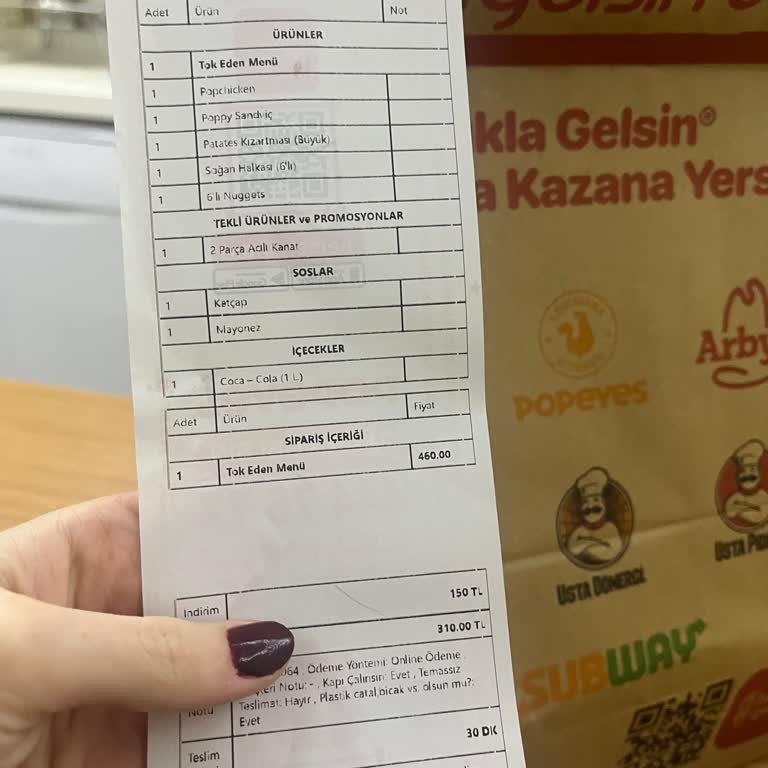 Adet Ürün Not
ÜRÜNLER
1 Tok Eden Menü
1 Popchicken
1 Poppy Sandviç
1 Patates Kızartması (Büyük)
1 Soğan Halkası (6'lı)
1 6'lı Nuggets
TEKLİ ÜRÜNLER ve PROMOSYONLAR
1 2 Parça Acılı Kanat
SOSLAR
1 Ketçap
1 Mayonez
İÇECEKLER
1 Coca - Cola (1 L)
Adet Ürün Fiyat
SİPARİŞ İÇERİĞİ
1 Tok Eden Menü 460.00
İndirim 150 TL
310.00 TL
064 , Ödeme Yöntemi: Online Ödeme ,
Notu: - , Kapı Çalınsın: Evet , Temassız
Notu Teslimat: Hayır , Plastik çatal,bıçak vs. olsun mu?:
Evet
Teslim 30 DK
kla Gelsin®
a Kazana Yers
POPEYES
Arby
USTA DÖNERCİ
USTA PİD
SUBWAY